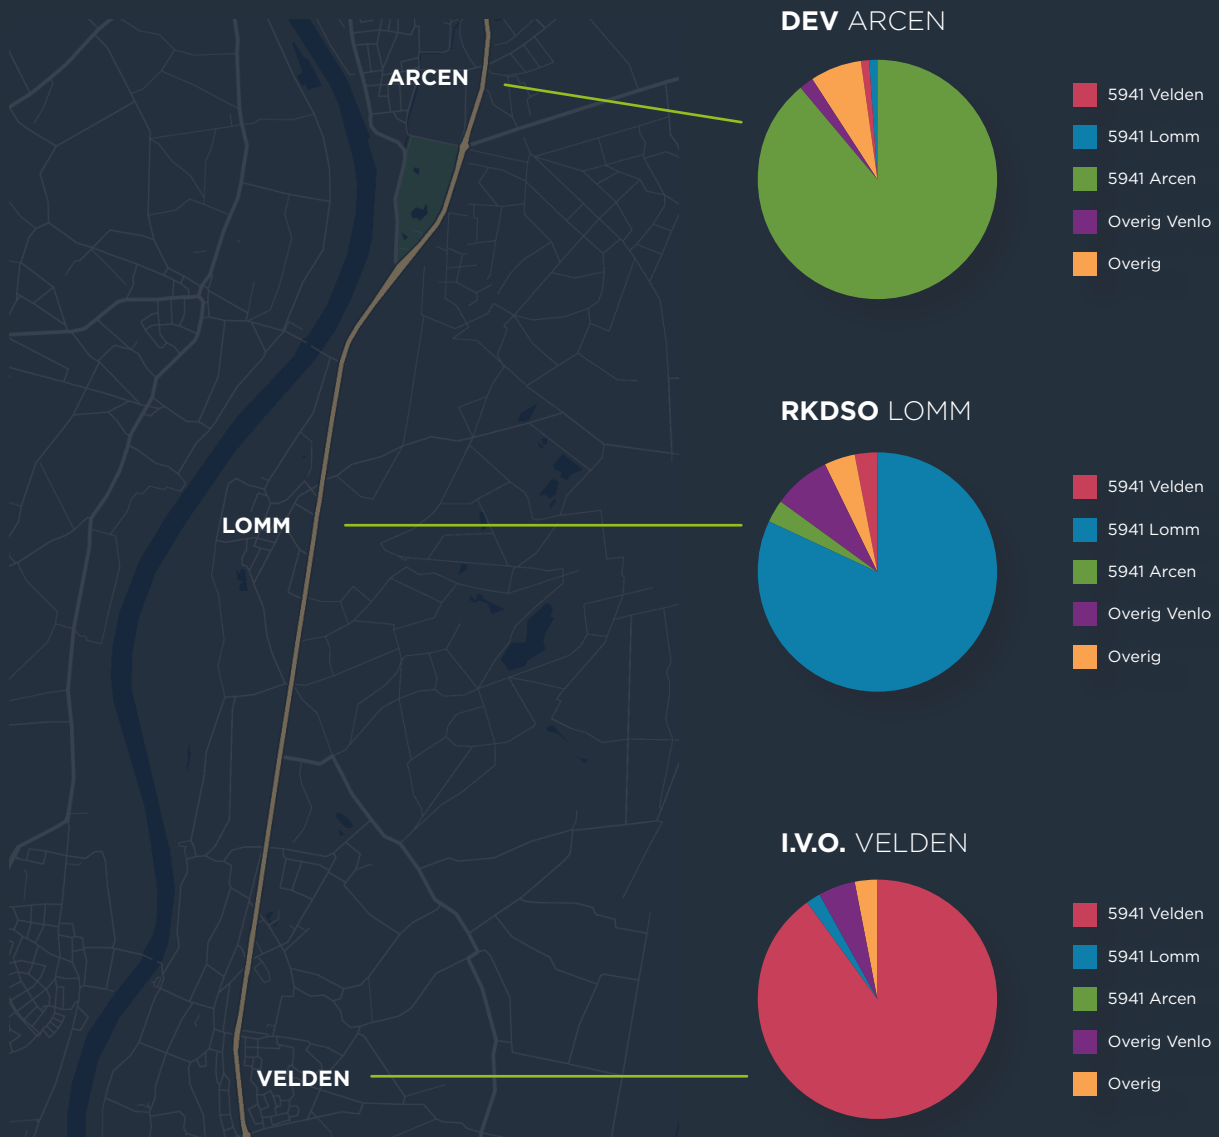 ARCEN
LOMM
VELDEN
DEV ARCEN
5941 Velden
5941 Lomm
5941 Arcen
Overig Venlo
Overig
RKDSO LOMM
5941 Velden
5941 Lomm
5941 Arcen
Overig Venlo
Overig
I.V.O. VELDEN
5941 Velden
5941 Lomm
5941 Arcen
Overig Venlo
Overig